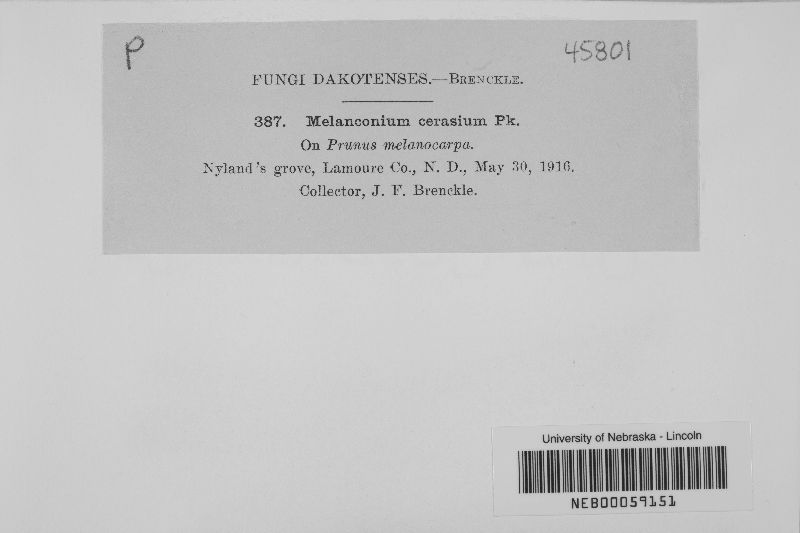 P
45801
FUNGI DAKOTENSES.—BRENCKLE.
387. Melanconium cerasium Pk.
On Prunus melanocarpa.
Nyland's grove, Lamoure Co., N. D., May 30, 1916.
Collector, J. F. Brenckle.
University of Nebraska - Lincoln
NEB00059151